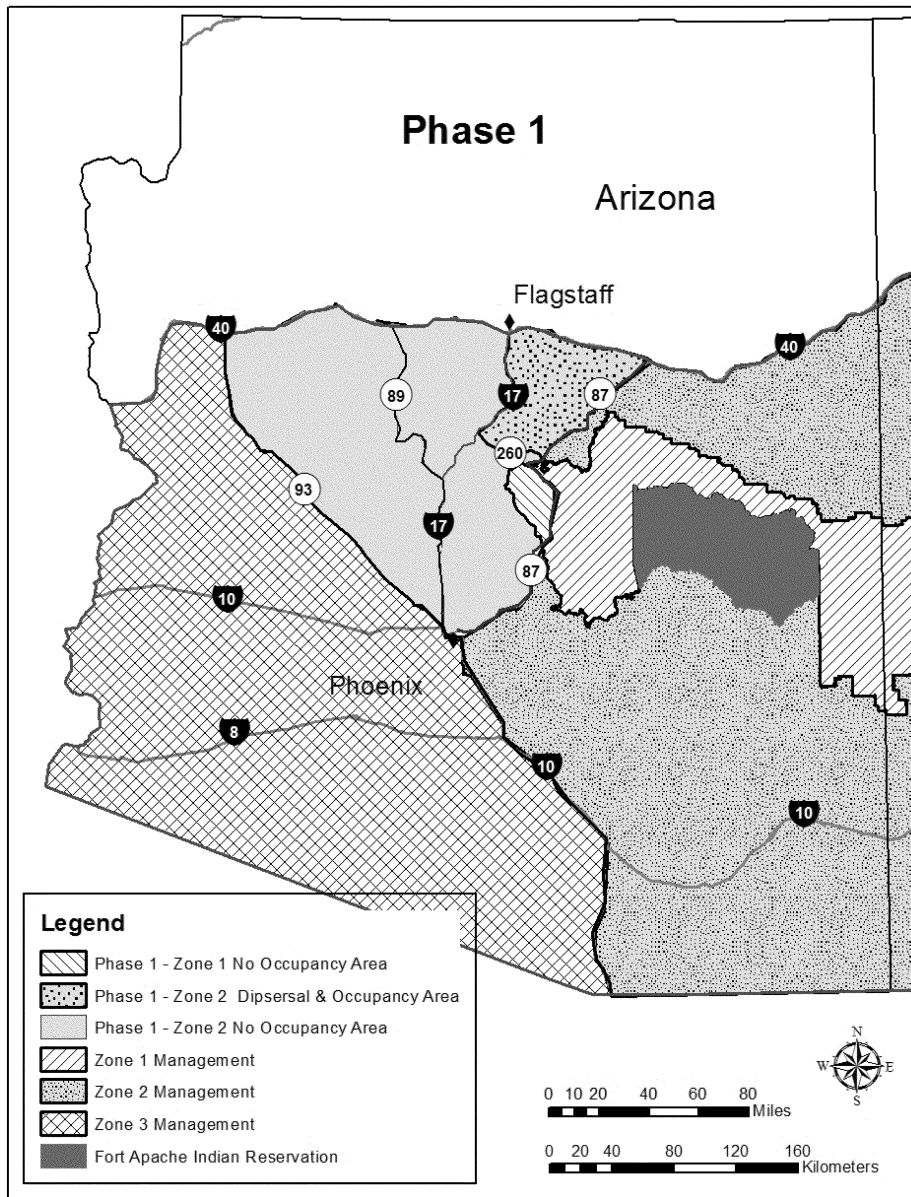 Phase 1
Arizona
Flagstaff
40
40
89
17
87
260
93
17
87
10
Phoenix
8
10
10
Legend
Phase 1 - Zone 1 No Occupancy Area
Phase 1 - Zone 2 Dipsersal & Occupancy Area
Phase 1 - Zone 2 No Occupancy Area
Zone 1 Management
Zone 2 Management
Zone 3 Management
Fort Apache Indian Reservation
N
W E
S
0 10 20 40 60 80
Miles
0 20 40 80 120 160
Kilometers